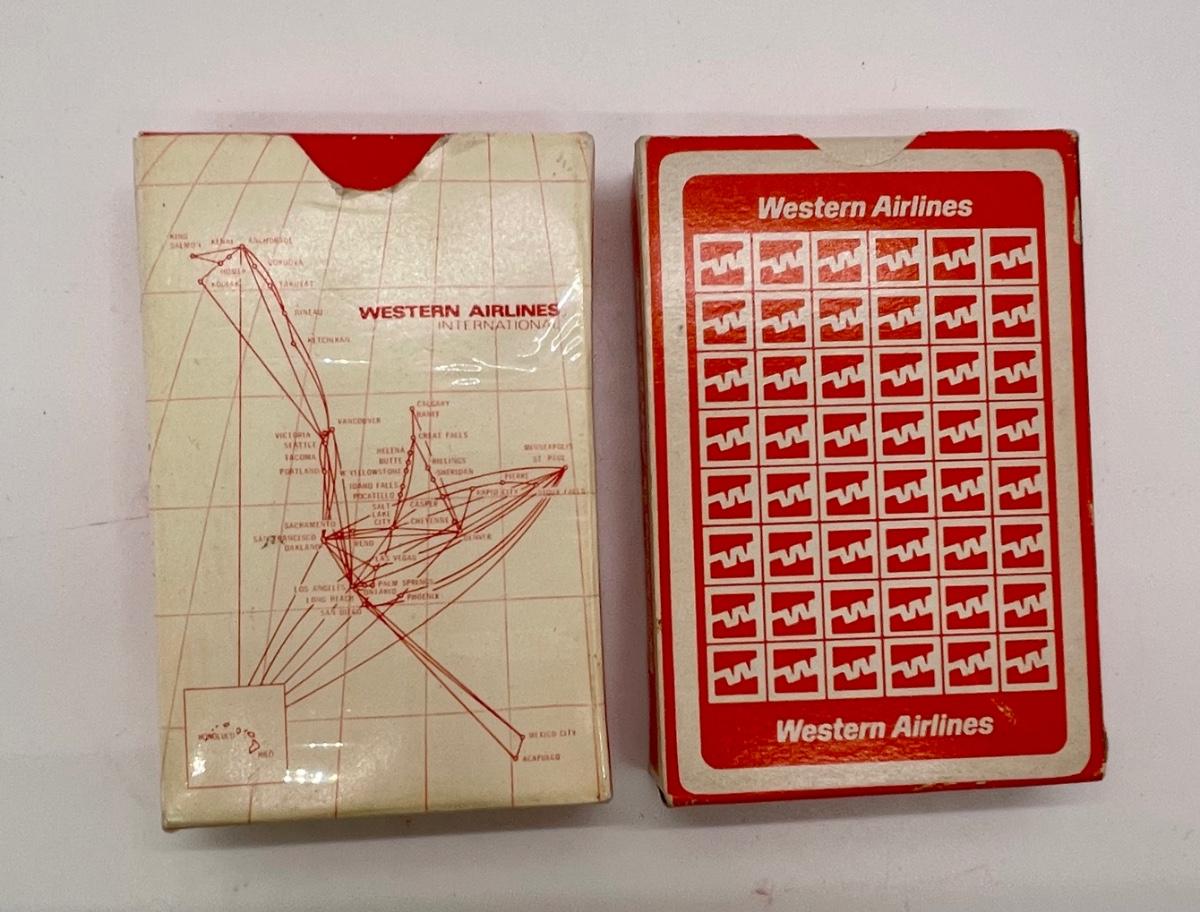 KING
SALMON
KENAI
ANCHORAGE
HOMER
CORDOVA
KODIAK
YAKUTAT
JUNEAU
KETCHIKAN
WESTERN AIRLINES
INTERNATIONAL
CALGARY
BANFF
VANCOUVER
VICTORIA
SEATTLE
TACOMA
PORTLAND
GREAT FALLS
HELENA
BUTTE
W. YELLOWSTONE
IDAHO FALLS
POCATELLO
BILLINGS
SHERIDAN
MINNEAPOLIS
ST. PAUL
PIERRE
RAPID CITY
SIOUX FALLS
CASPER
SALT
LAKE
CITY
CHEYENNE
DENVER
SACRAMENTO
SAN FRANCISCO
OAKLAND
RENO
LAS VEGAS
LOS ANGELES
PALM SPRINGS
ONTARIO
LONG BEACH
PHOENIX
SAN DIEGO
HONOLULU
HILO
MEXICO CITY
ACAPULCO
Western Airlines
Western Airlines